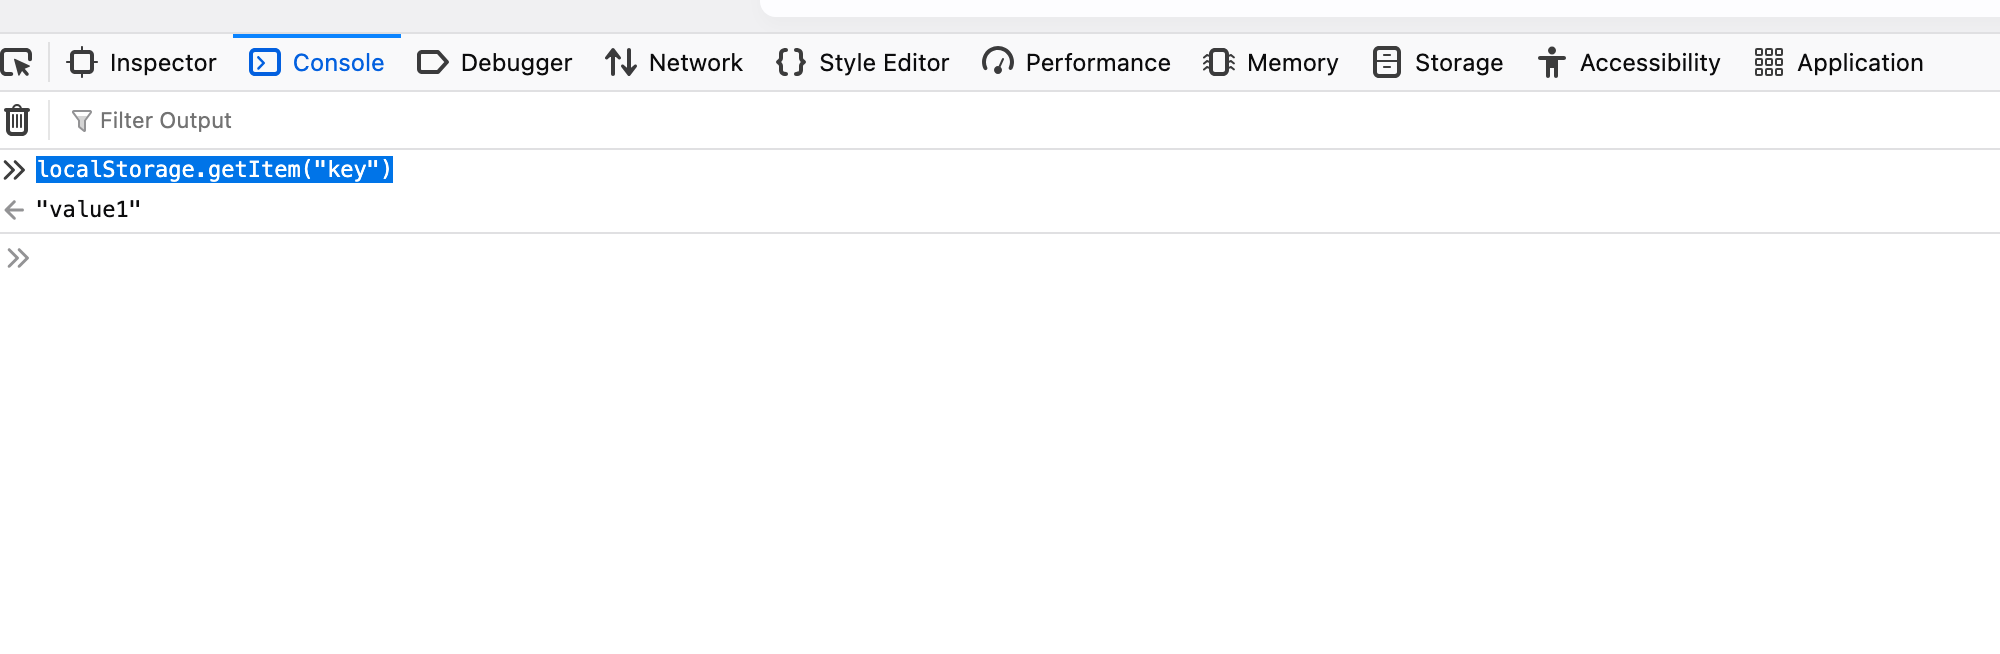 Inspector Console Debugger Network Style Editor Performance Memory Storage Accessibility Application
Filter Output
localStorage.getItem("key")
"value1"